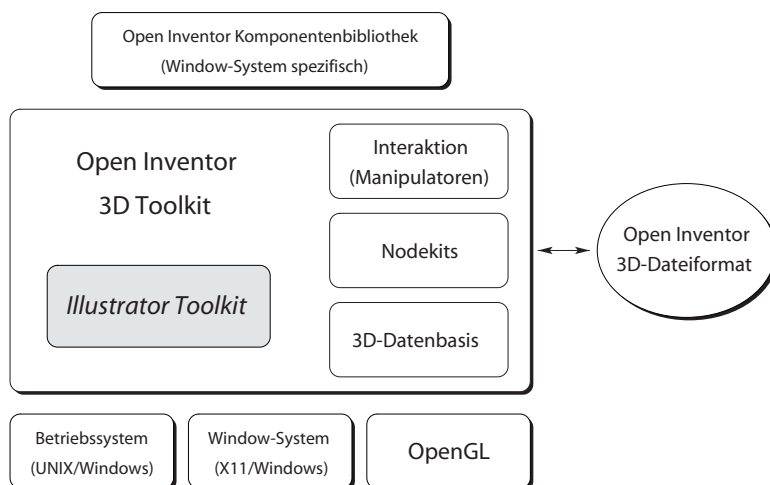 Open Inventor Komponentenbibliothek
(Window-System spezifisch)
Open Inventor
3D Toolkit
Illustrator Toolkit
Interaktion
(Manipulatoren)
Nodekits
3D-Datenbasis
Open Inventor
3D-Dateiformat
Betriebssystem
(UNIX/Windows)
Window-System
(X11/Windows)
OpenGL